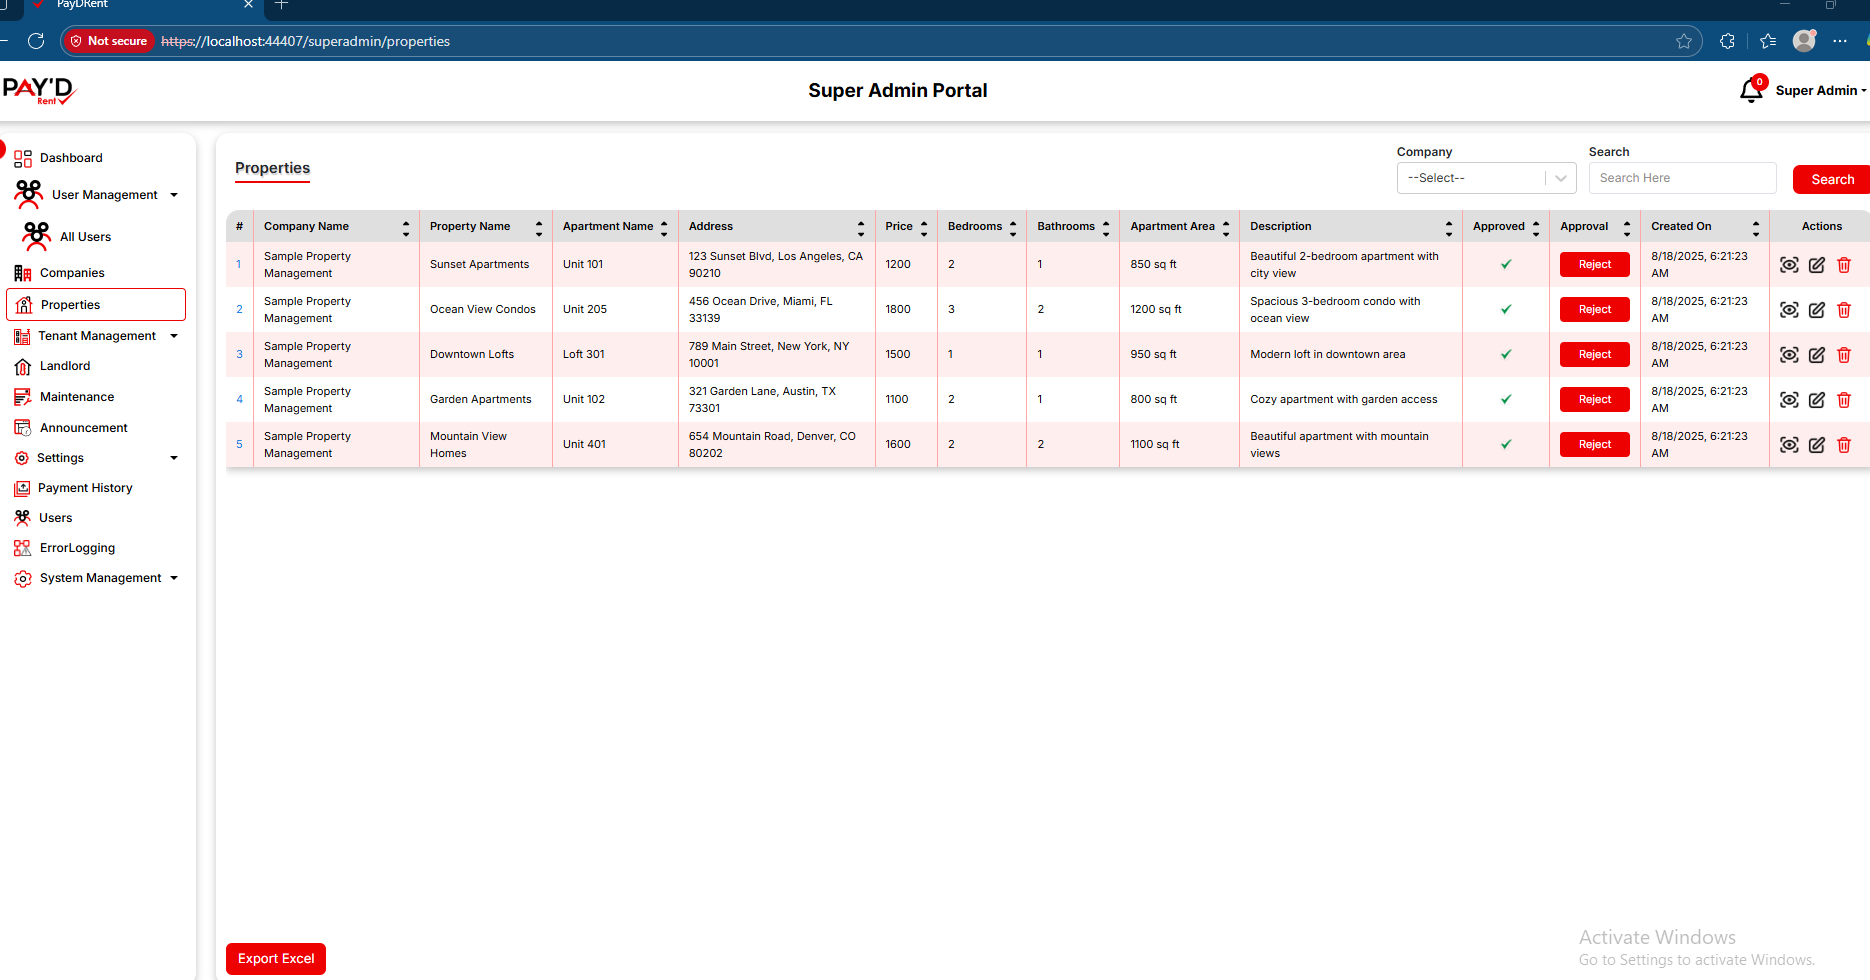 PayDRent
Not secure https://localhost:44407/superadmin/properties
PAY'D
Rent
Super Admin Portal
0
Super Admin
Dashboard
User Management
All Users
Companies
Properties
Tenant Management
Landlord
Maintenance
Announcement
Settings
Payment History
Users
ErrorLogging
System Management
Properties
Company
--Select--
Search
Search Here
Search
# Company Name Property Name Apartment Name Address Price Bedrooms Bathrooms Apartment Area Description Approved Approval Created On Actions
1 Sample Property Management Sunset Apartments Unit 101 123 Sunset Blvd, Los Angeles, CA 90210 1200 2 1 850 sq ft Beautiful 2-bedroom apartment with city view Reject 8/18/2025, 6:21:23 AM
2 Sample Property Management Ocean View Condos Unit 205 456 Ocean Drive, Miami, FL 33139 1800 3 2 1200 sq ft Spacious 3-bedroom condo with ocean view Reject 8/18/2025, 6:21:23 AM
3 Sample Property Management Downtown Lofts Loft 301 789 Main Street, New York, NY 10001 1500 1 1 950 sq ft Modern loft in downtown area Reject 8/18/2025, 6:21:23 AM
4 Sample Property Management Garden Apartments Unit 102 321 Garden Lane, Austin, TX 73301 1100 2 1 800 sq ft Cozy apartment with garden access Reject 8/18/2025, 6:21:23 AM
5 Sample Property Management Mountain View Homes Unit 401 654 Mountain Road, Denver, CO 80202 1600 2 2 1100 sq ft Beautiful apartment with mountain views Reject 8/18/2025, 6:21:23 AM
Export Excel
Activate Windows
Go to Settings to activate Windows.